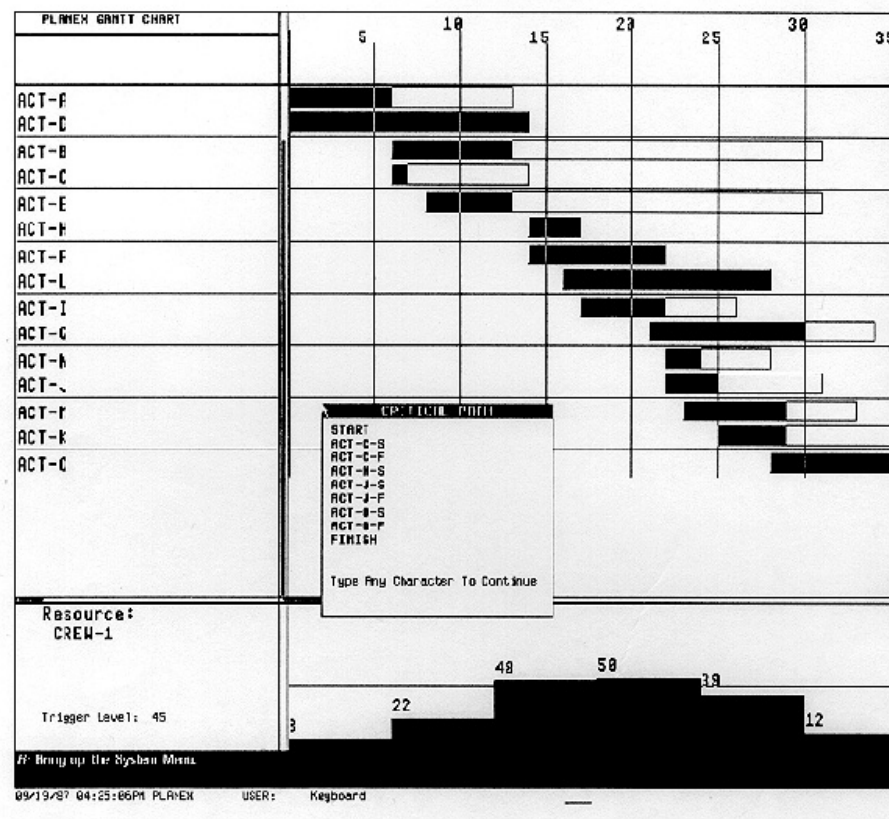 PLANEX GANTT CHART
5 10 15 20 25 30 35
ACT-A
ACT-D
ACT-B
ACT-C
ACT-E
ACT-H
ACT-F
ACT-L
ACT-I
ACT-G
ACT-N
ACT-J
ACT-M
ACT-K
ACT-O
CRITICAL PATH
START
ACT-C-S
ACT-C-F
ACT-N-S
ACT-J-S
ACT-J-F
FINISH
Type Any Character To Continue
Resource:
CREW-1
Trigger Level: 45
22 48 50 12
R: Bring up the System Menu.
09/19/87 04:25:06PM PLANEX USER: Keyboard